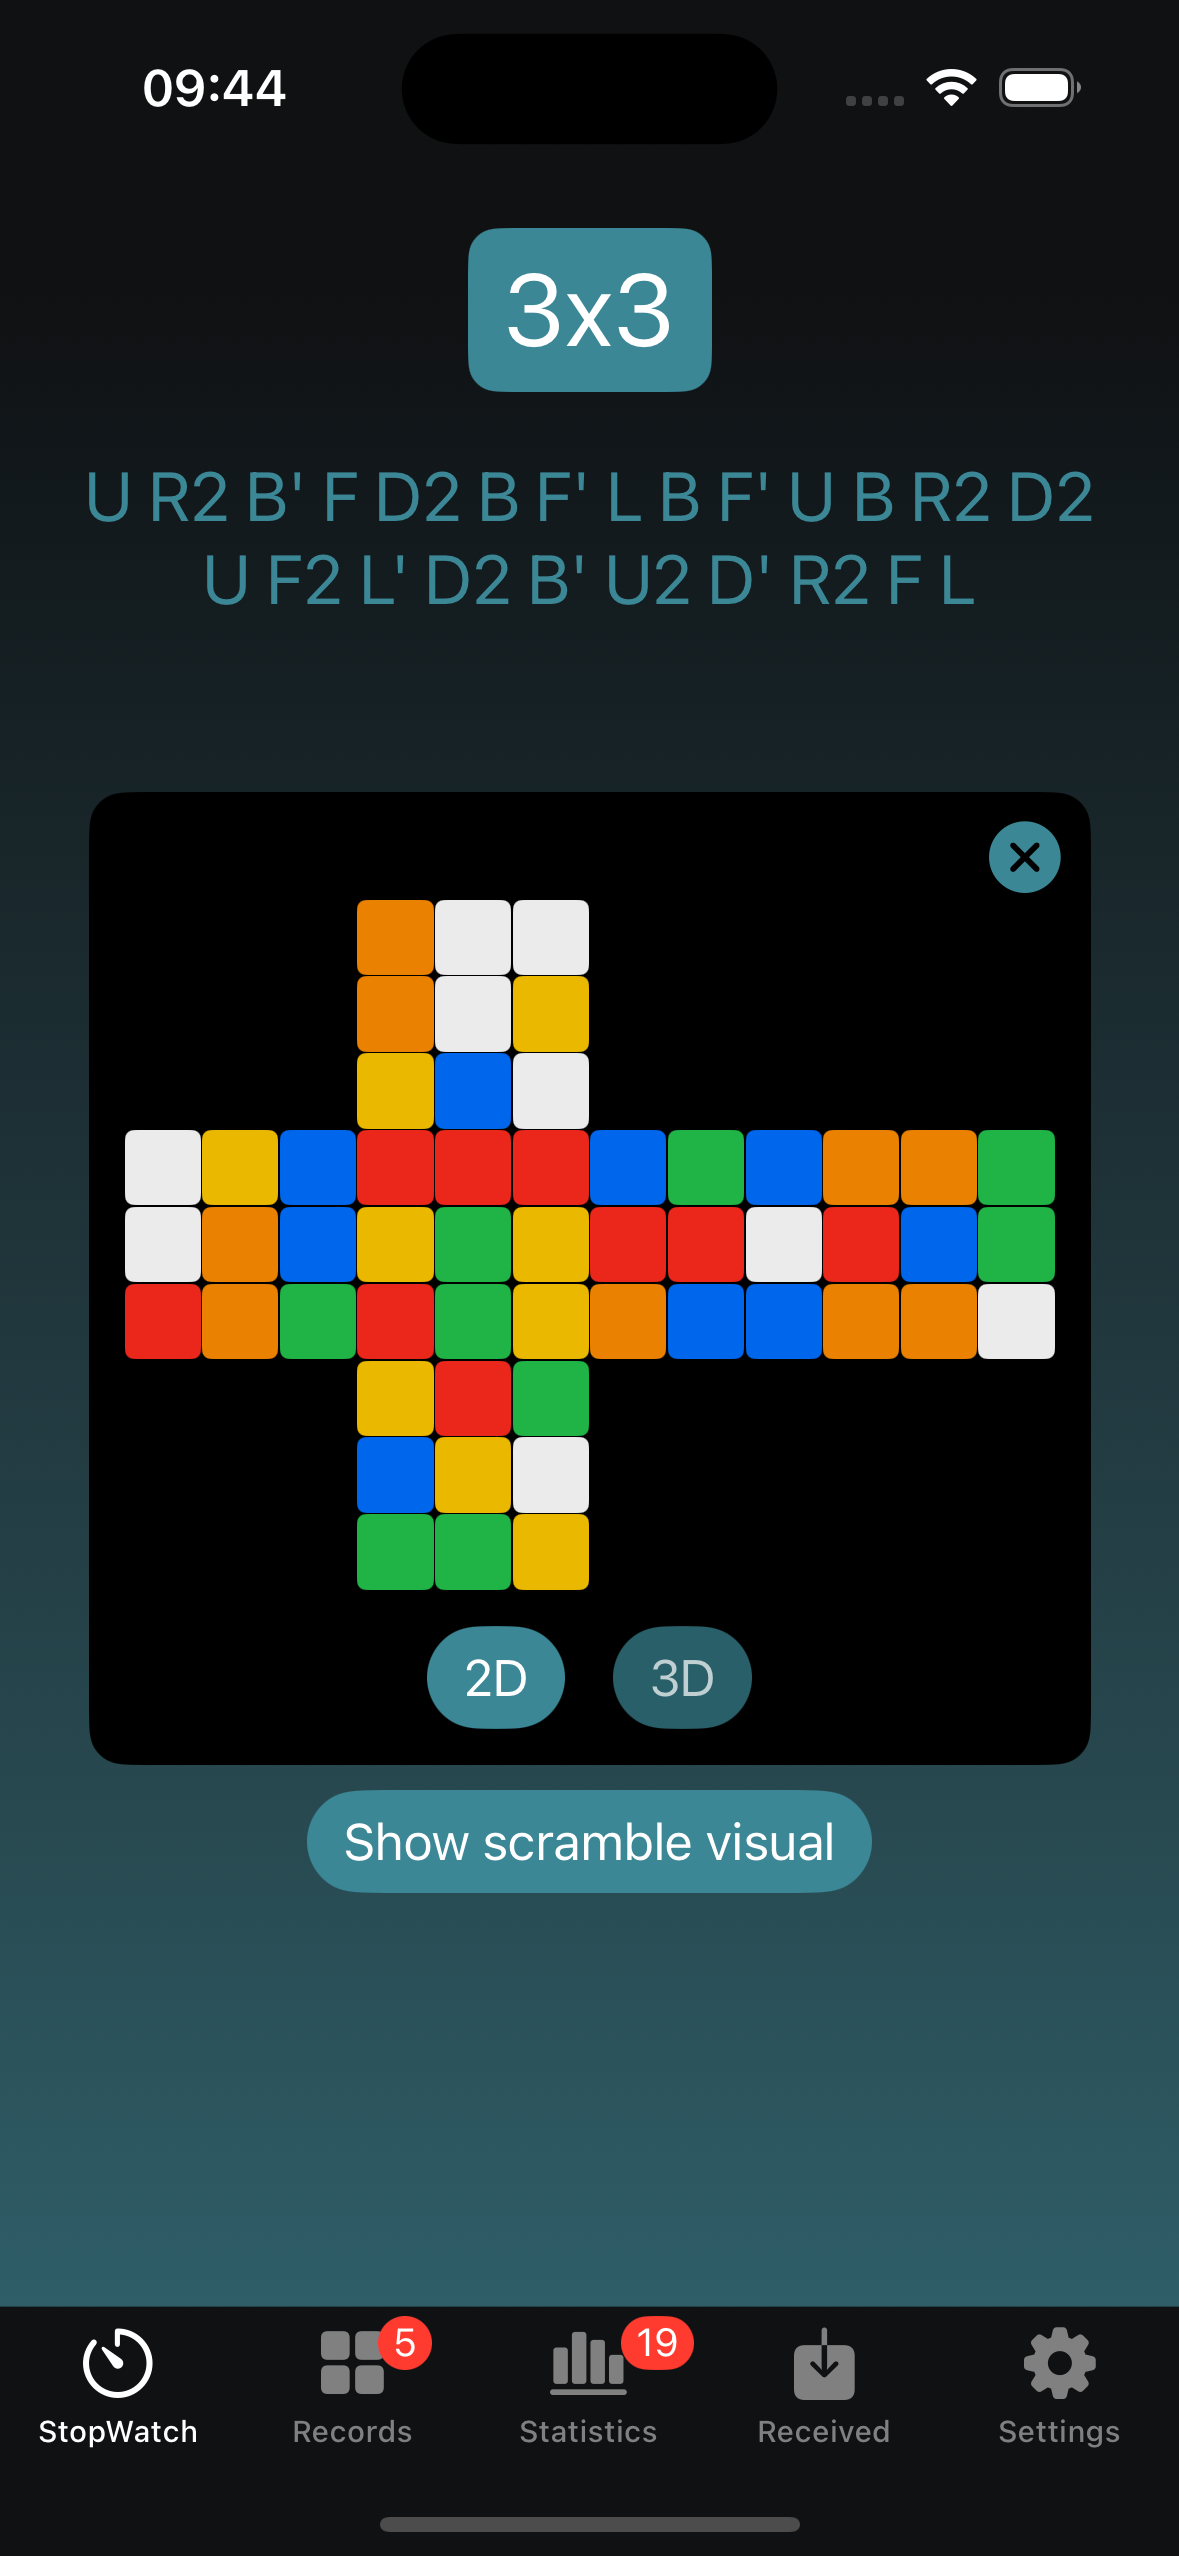 09:44
3x3
U R2 B' F D2 B F' L B F' U B R2 D2
U F2 L' D2 B' U2 D' R2 F L
2D 3D
Show scramble visual
5 19
StopWatch Records Statistics Received Settings